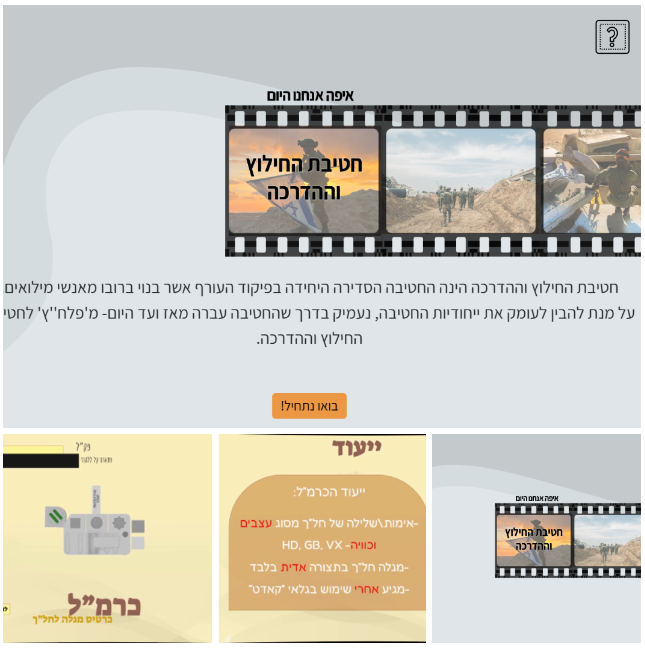 איפה אנחנו היום
חטיבת החילוץ
וההדרכה
חטיבת החילוץ וההדרכה הינה החטיבה הסדירה היחידה בפיקוד העורף אשר בנוי ברובו מאנשי מילואים
על מנת להבין לעומק את ייחודיות החטיבה, נעמיק בדרך שהחטיבה עברה מאז ועד היום- מ'פלח''ץ' לחטי
החילוץ וההדרכה.
בואו נתחיל!
פק"ל
כרמ"ל
כרטיס מגלה לחל"ך
ייעוד
ייעוד הכרמ"ל:
-אימות\שלילה של חל"ך מסוג עצבים
וכוויה- HD, GB, VX
-מגלה חל"ך בתצורה אדית בלבד
-מגיע אחרי שימוש בגלאי "קאדט"
איפה אנחנו היום
חטיבת החילוץ
וההדרכה